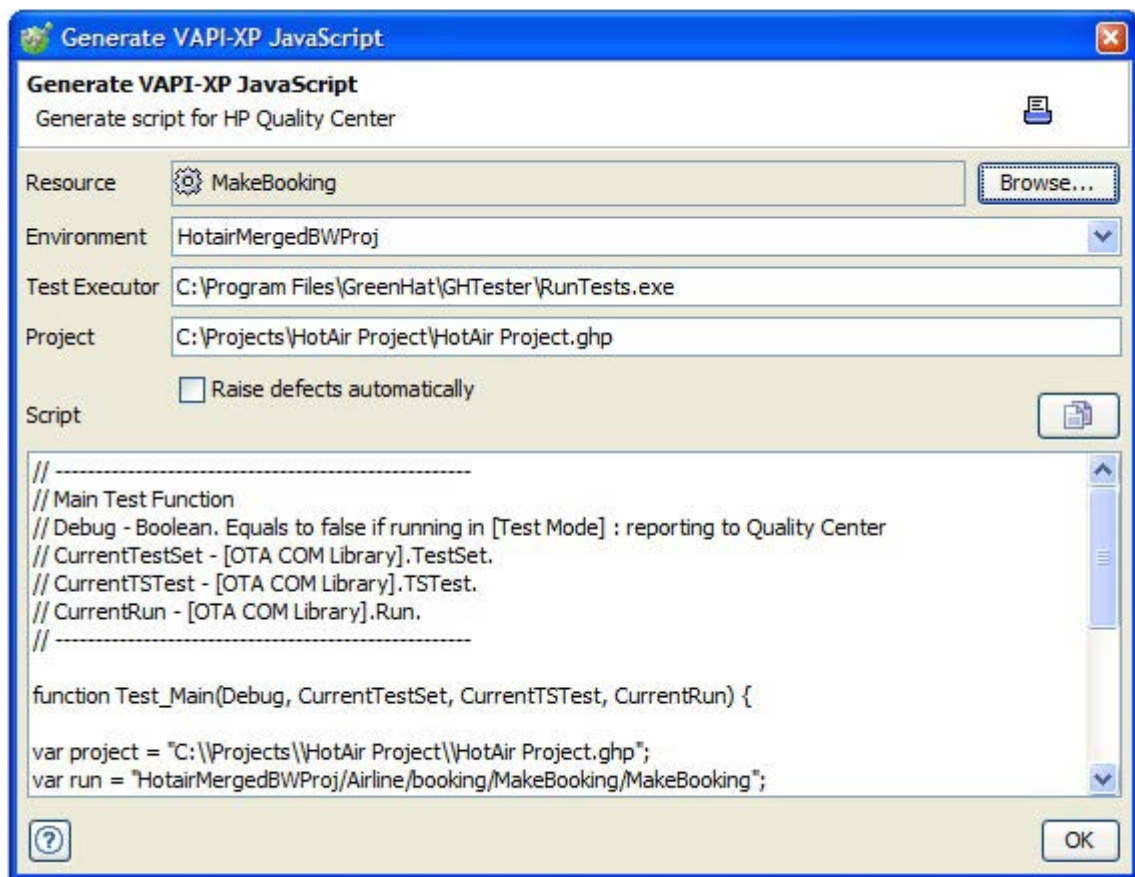 Generate VAPI-XP JavaScript
Generate VAPI-XP JavaScript
Generate script for HP Quality Center
Resource MakeBooking Browse...
Environment HotairMergedBWProj
Test Executor C:\Program Files\GreenHat\GHTester\RunTests.exe
Project C:\Projects\HotAir Project\HotAir Project.ghp
Raise defects automatically
Script
// ----------------------------------------------------
// Main Test Function
// Debug - Boolean. Equals to false if running in [Test Mode] : reporting to Quality Center
// CurrentTestSet - [OTA COM Library].TestSet.
// CurrentTSTest - [OTA COM Library].TSTest.
// CurrentRun - [OTA COM Library].Run.
// ----------------------------------------------------
function Test_Main(Debug, CurrentTestSet, CurrentTSTest, CurrentRun) {
var project = "C:\\Projects\\HotAir Project\\HotAir Project.ghp";
var run = "HotairMergedBWProj/Airline/booking/MakeBooking/MakeBooking";
? OK